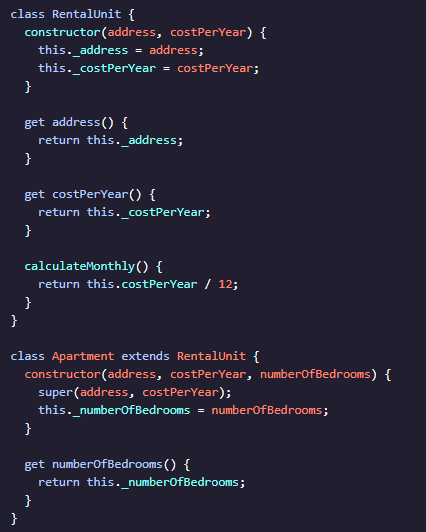 class RentalUnit {
  constructor(address, costPerYear) {
    this._address = address;
    this._costPerYear = costPerYear;
  }

  get address() {
    return this._address;
  }

  get costPerYear() {
    return this._costPerYear;
  }

  calculateMonthly() {
    return this.costPerYear / 12;
  }
}

class Apartment extends RentalUnit {
  constructor(address, costPerYear, numberOfBedrooms) {
    super(address, costPerYear);
    this._numberOfBedrooms = numberOfBedrooms;
  }

  get numberOfBedrooms() {
    return this._numberOfBedrooms;
  }
}